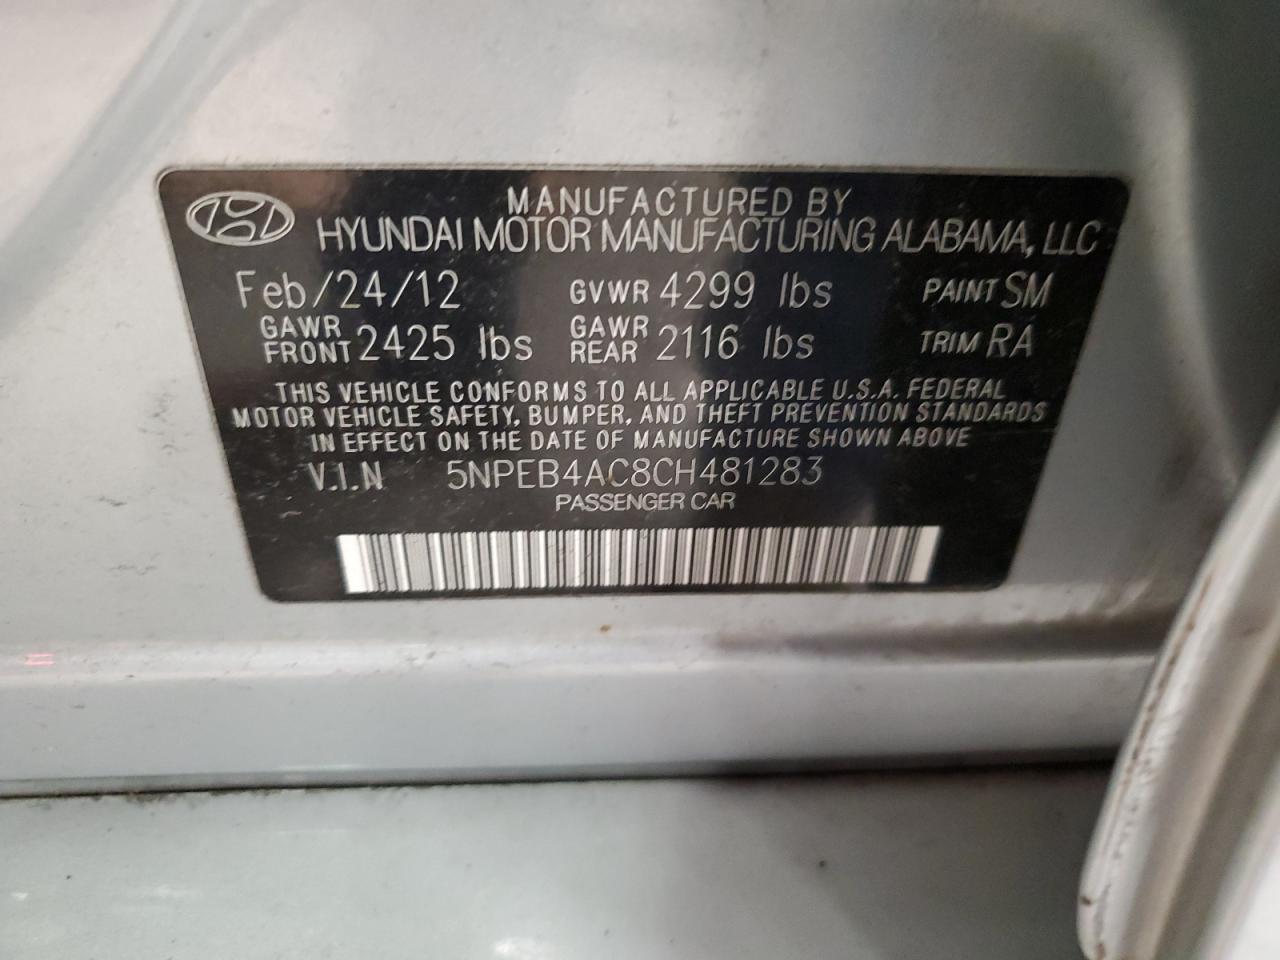 MANUFACTURED BY
HYUNDAI MOTOR MANUFACTURING ALABAMA, LLC
Feb/24/12 GVWR 4299 lbs PAINT SM
GAWR FRONT 2425 lbs GAWR REAR 2116 lbs TRIM RA
THIS VEHICLE CONFORMS TO ALL APPLICABLE U.S.A. FEDERAL
MOTOR VEHICLE SAFETY, BUMPER, AND THEFT PREVENTION STANDARDS
IN EFFECT ON THE DATE OF MANUFACTURE SHOWN ABOVE
V.I.N 5NPEB4AC8CH481283
PASSENGER CAR